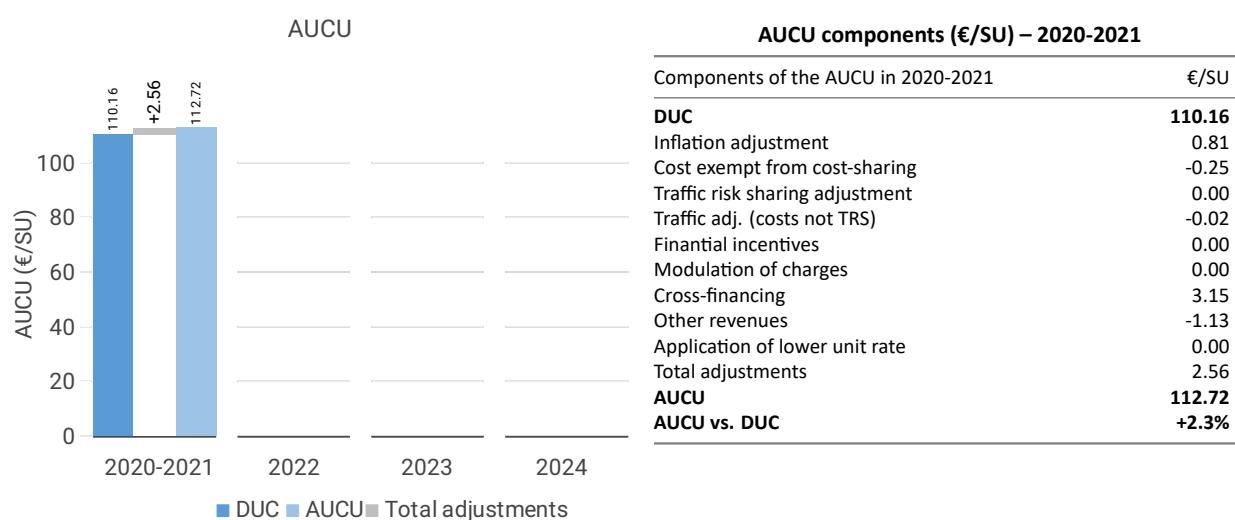 AUCU
110.16
+2.56
112.72
AUCU (€/SU)
100
80
60
40
20
0
2020-2021
2022
2023
2024
DUC
AUCU
Total adjustments
AUCU components (€/SU) – 2020-2021
Components of the AUCU in 2020-2021 €/SU
DUC 110.16
Inflation adjustment 0.81
Cost exempt from cost-sharing -0.25
Traffic risk sharing adjustment 0.00
Traffic adj. (costs not TRS) -0.02
Finantial incentives 0.00
Modulation of charges 0.00
Cross-financing 3.15
Other revenues -1.13
Application of lower unit rate 0.00
Total adjustments 2.56
AUCU 112.72
AUCU vs. DUC +2.3%